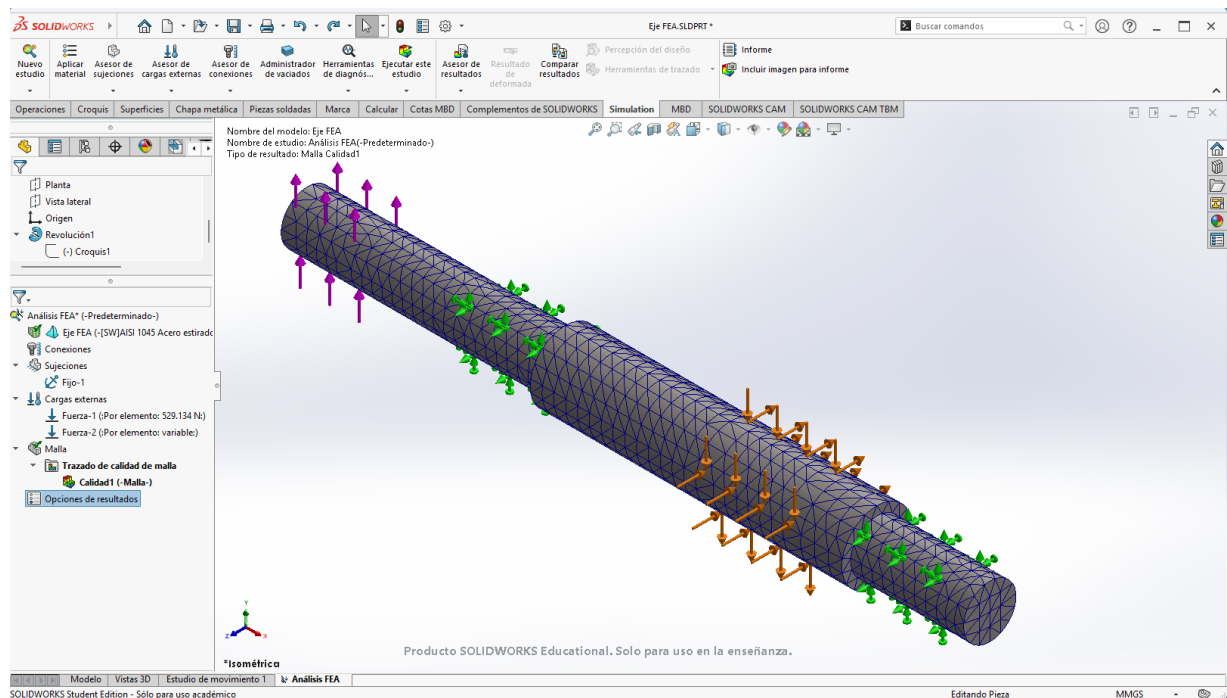 SOLIDWORKS
Eje FEA.SLDPRT *
Buscar comandos
Nuevo estudio
Aplicar material
Asesor de sujeciones
Asesor de cargas externas
Asesor de conexiones
Administrador de vaciados
Herramientas de diagnós...
Ejecutar este estudio
Asesor de resultados
Resultado de deformada
Comparar resultados
Percepción del diseño
Herramientas de trazado
Informe
Incluir imagen para informe
Operaciones
Croquis
Superficies
Chapa metálica
Piezas soldadas
Marca
Calcular
Cotas MBD
Complementos de SOLIDWORKS
Simulation
MBD
SOLIDWORKS CAM
SOLIDWORKS CAM TBM
Planta
Vista lateral
Origen
Revolución1
(-) Croquis1
Análisis FEA* (-Predeterminado-)
Eje FEA (-[SW]AISI 1045 Acero estirado
Conexiones
Sujeciones
Fijo-1
Cargas externas
Fuerza-1 (:Por elemento: 529.134 N:)
Fuerza-2 (:Por elemento: variable:)
Malla
Trazado de calidad de malla
Calidad1 (-Malla-)
Opciones de resultados
Nombre del modelo: Eje FEA
Nombre de estudio: Análisis FEA(-Predeterminado-)
Tipo de resultado: Malla Calidad1
Y
Z
X
*Isométrica
Producto SOLIDWORKS Educational. Solo para uso en la enseñanza.
Modelo
Vistas 3D
Estudio de movimiento 1
Análisis FEA
SOLIDWORKS Student Edition - Sólo para uso académico
Editando Pieza
MMGS